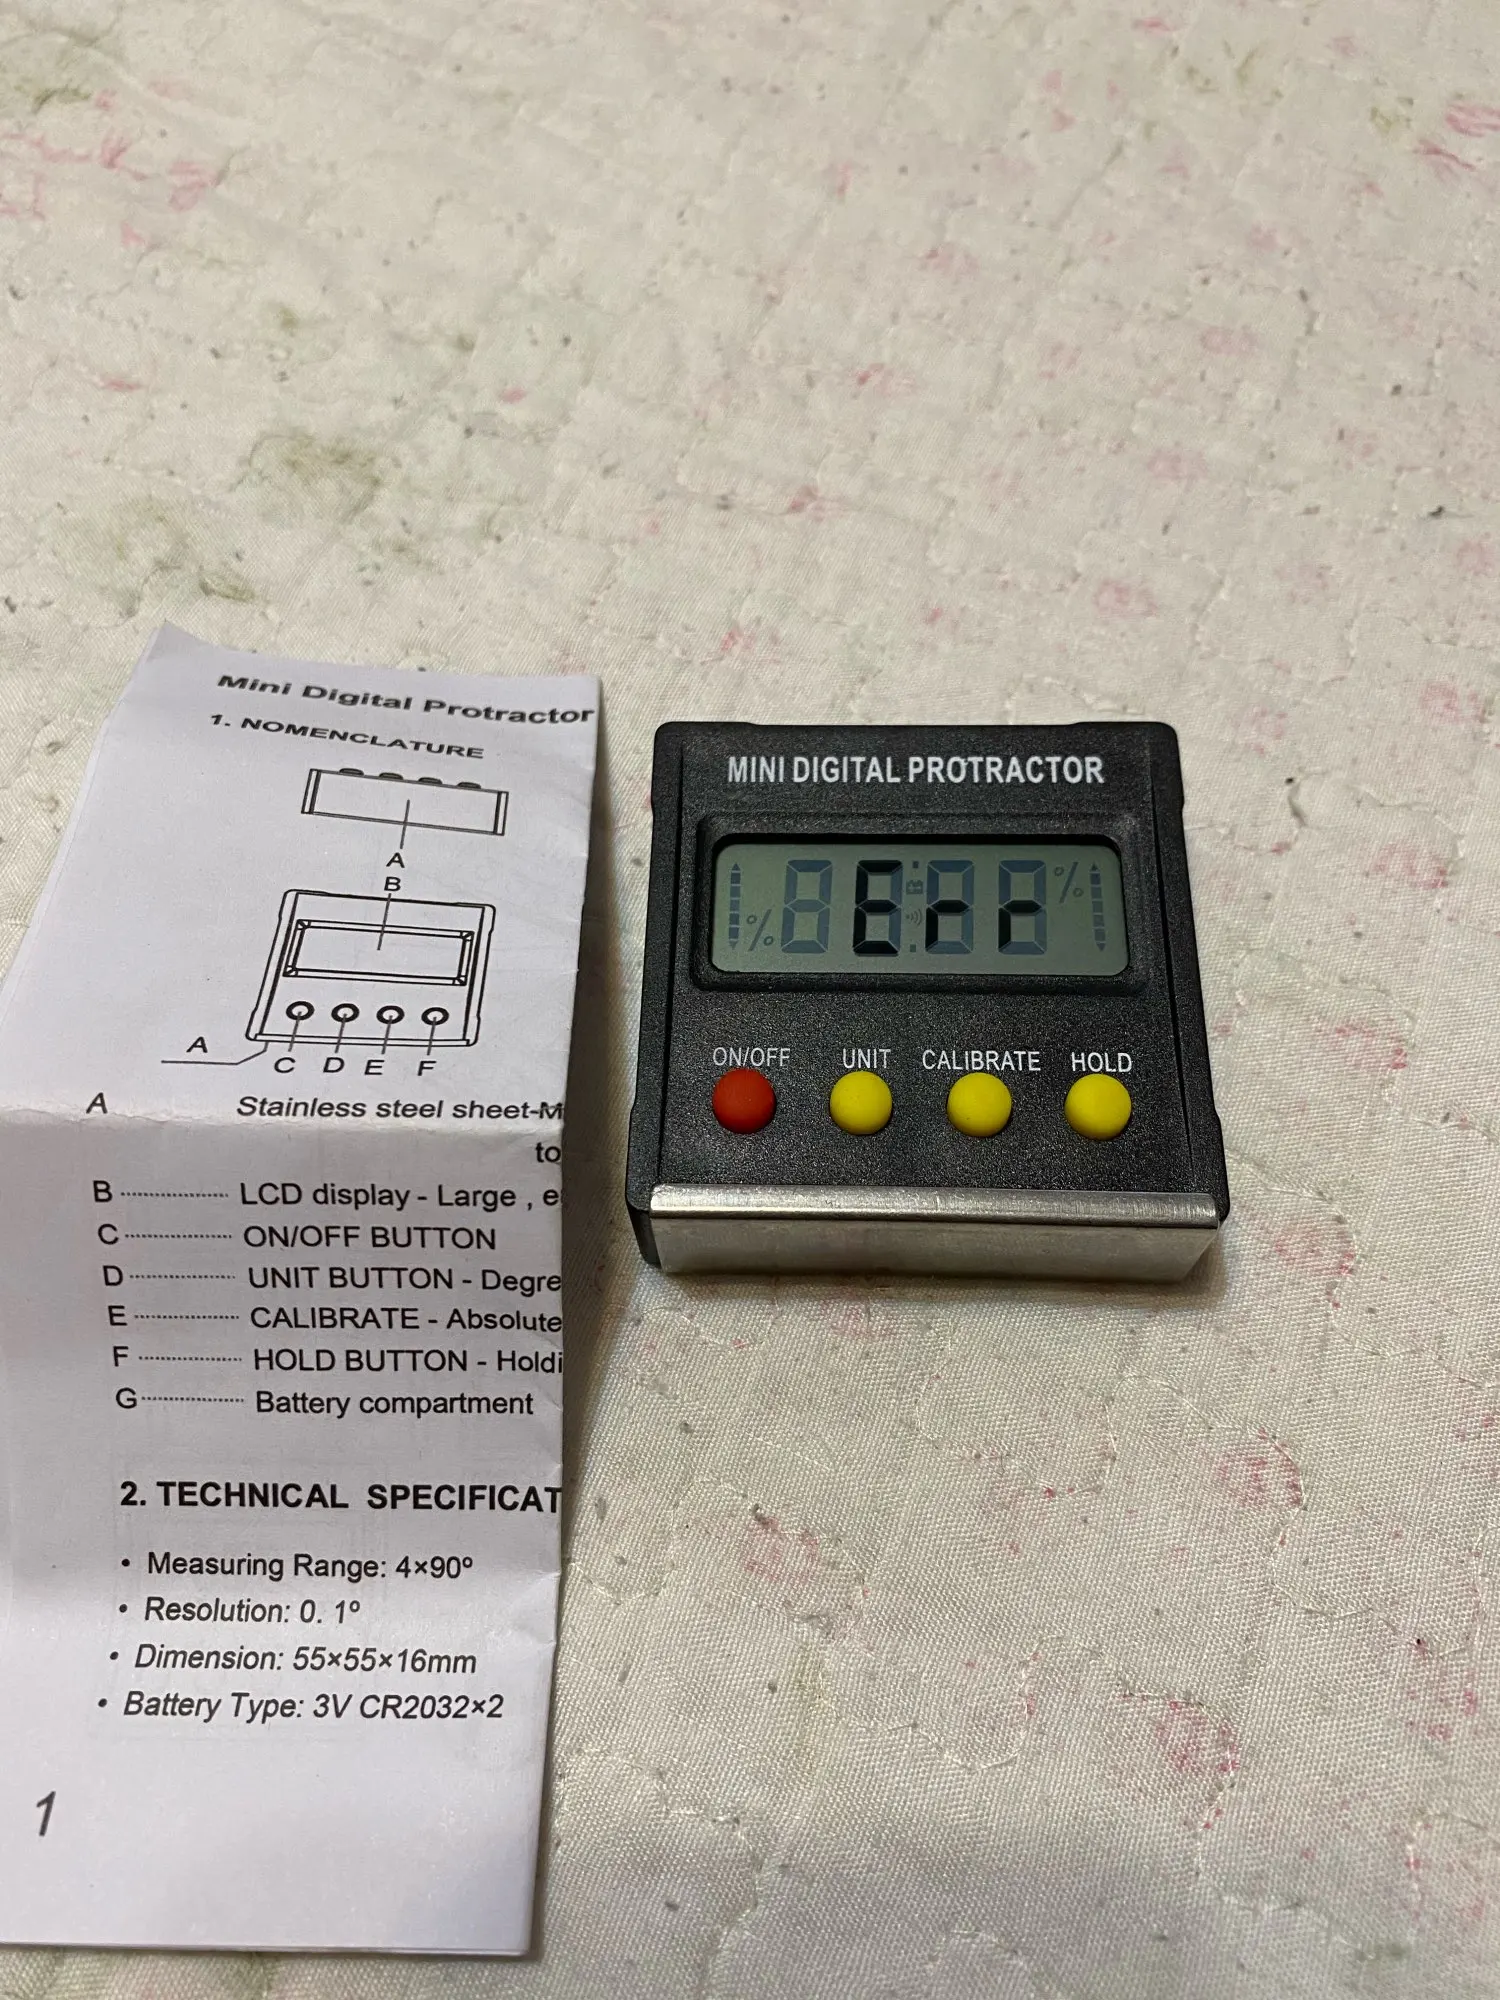 Mini Digital Protractor
1. NOMENCLATURE
A
B
A
C D E F
A Stainless steel sheet-M
to
B ............... LCD display - Large , e
C ............... ON/OFF BUTTON
D ............... UNIT BUTTON - Degre
E ............... CALIBRATE - Absolute
F ............... HOLD BUTTON - Holdi
G ............... Battery compartment
2. TECHNICAL SPECIFICAT
• Measuring Range: 4×90º
• Resolution: 0. 1º
• Dimension: 55×55×16mm
• Battery Type: 3V CR2032×2
1
MINI DIGITAL PROTRACTOR
Err
ON/OFF UNIT CALIBRATE HOLD